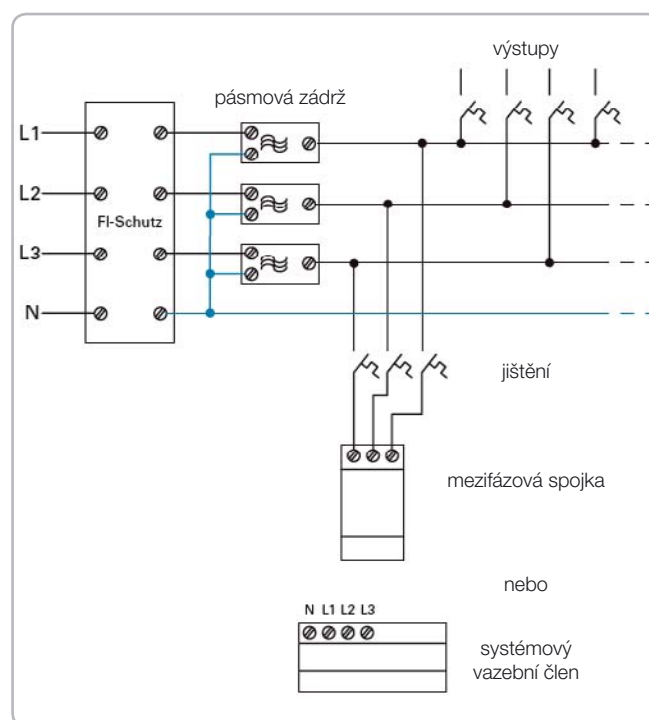 výstupy
pásmová zádrž
L1
L2
FI-Schutz
L3
N
jištění
mezifázová spojka
nebo
N L1 L2 L3
systémový
vazební člen